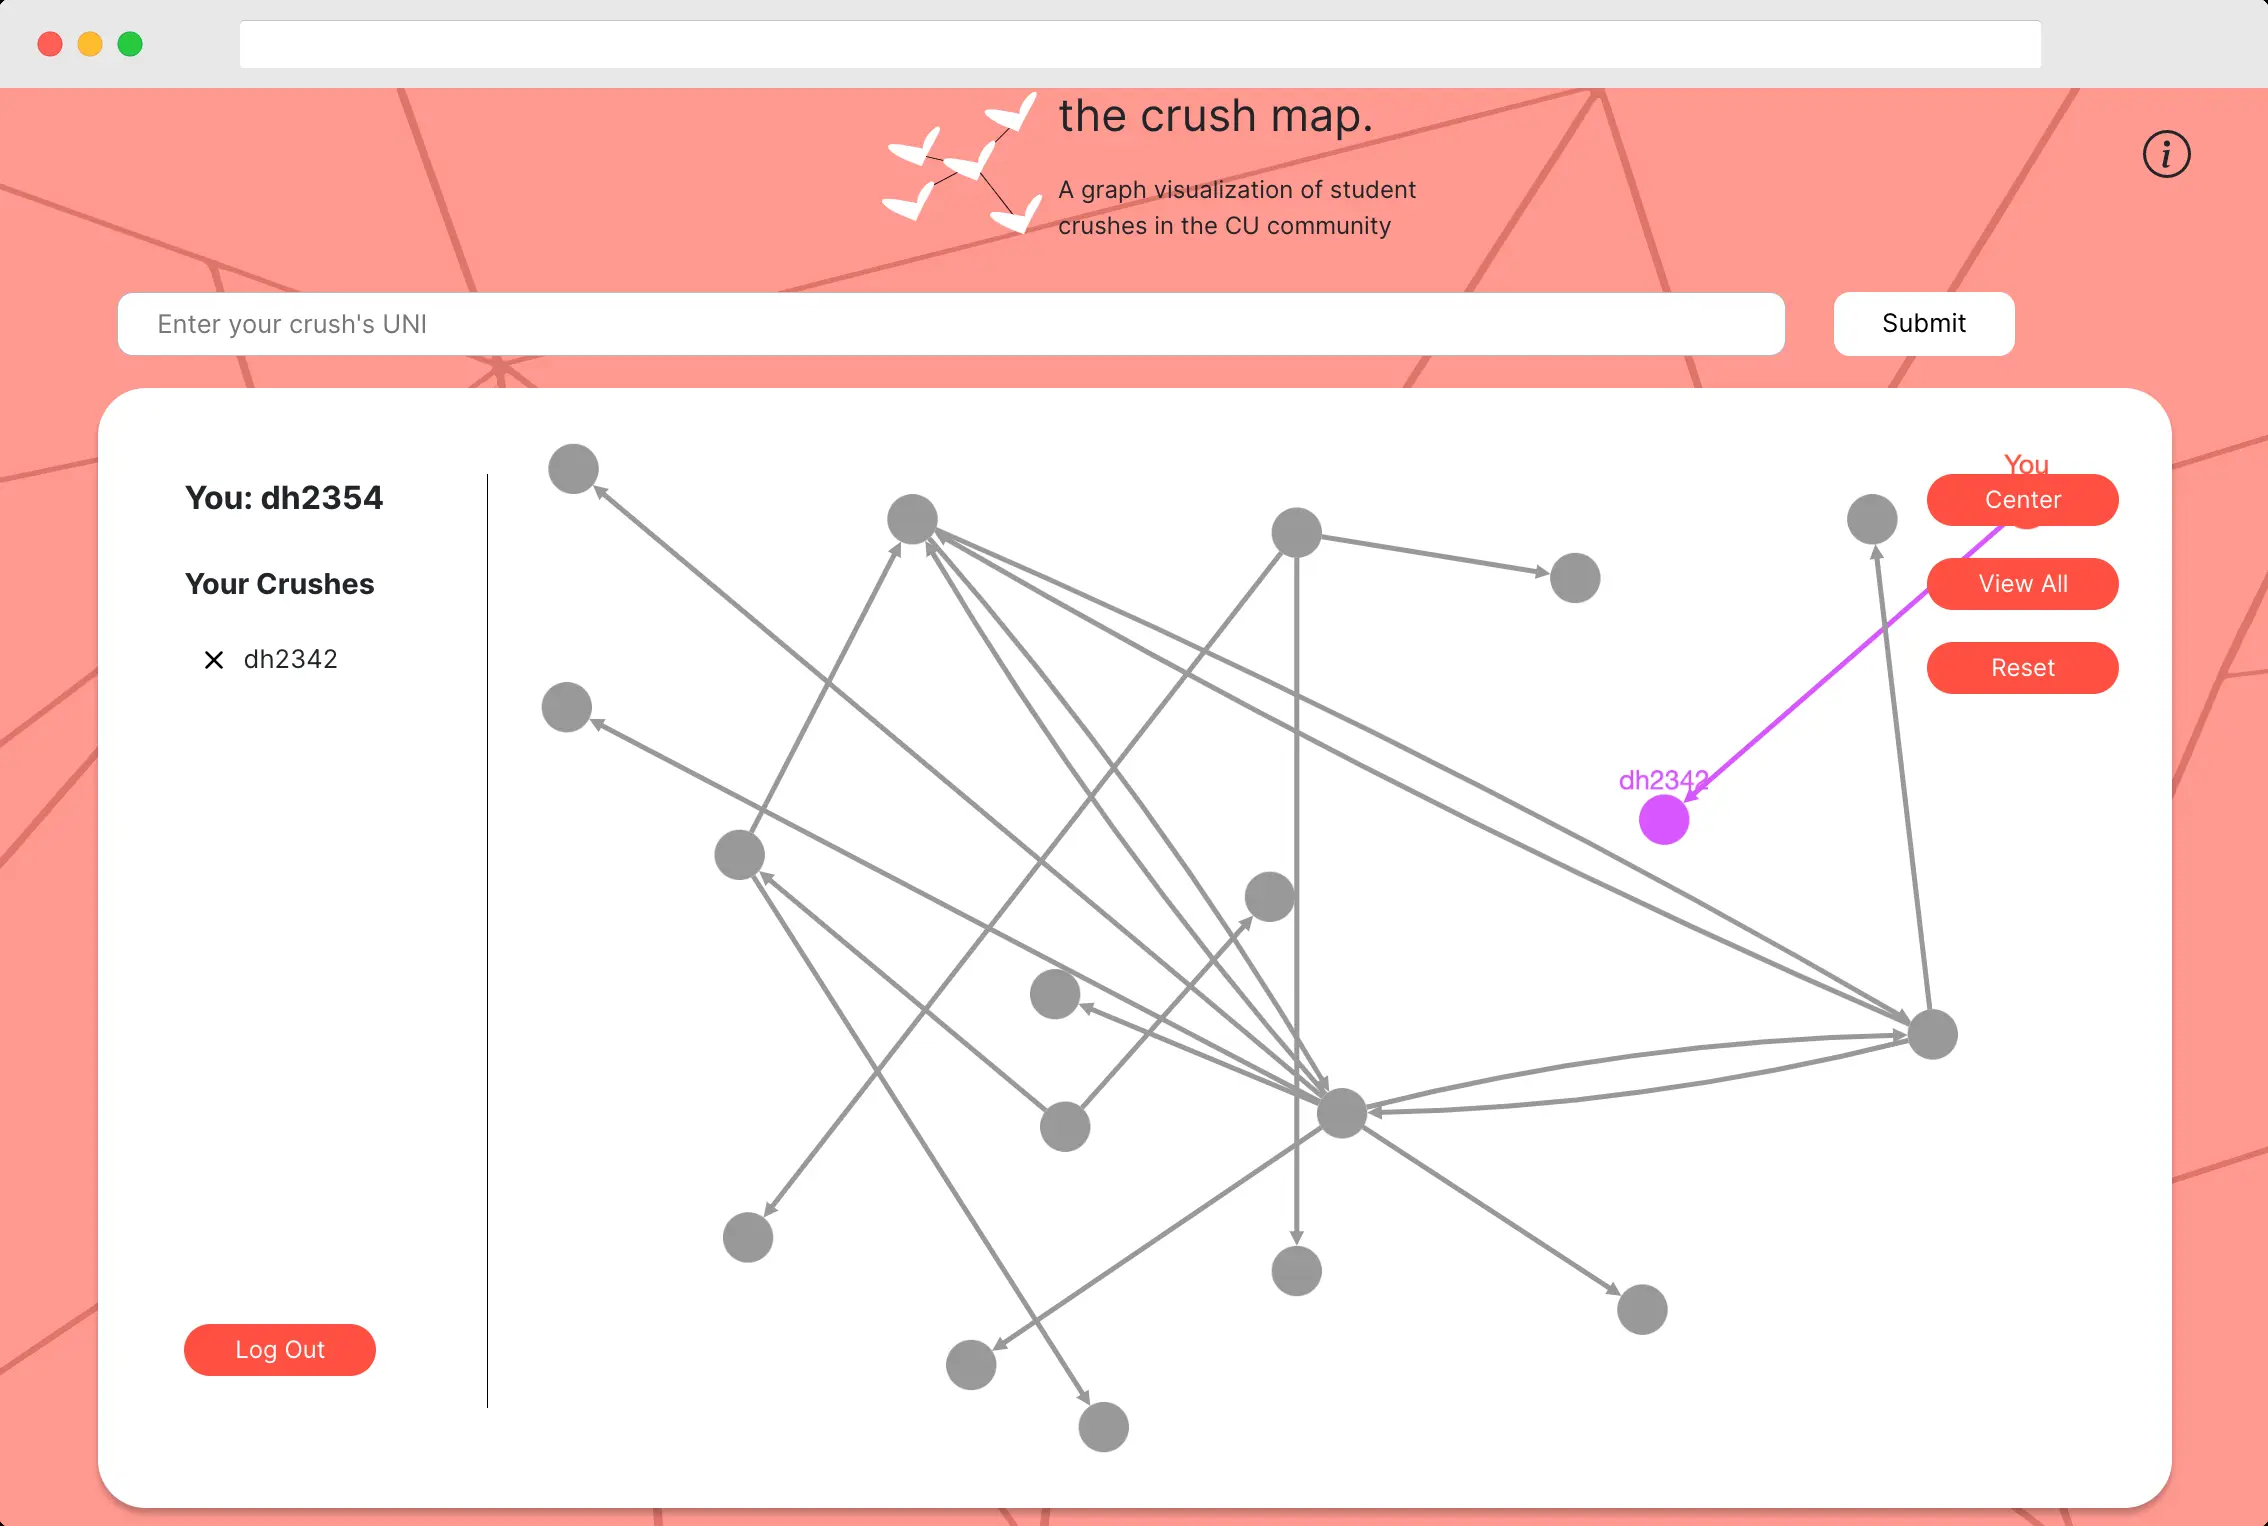 the crush map.
A graph visualization of student
crushes in the CU community
i
Enter your crush's UNI
Submit
You: dh2354
Your Crushes
dh2342
Log Out
You
Center
View All
Reset
dh2342